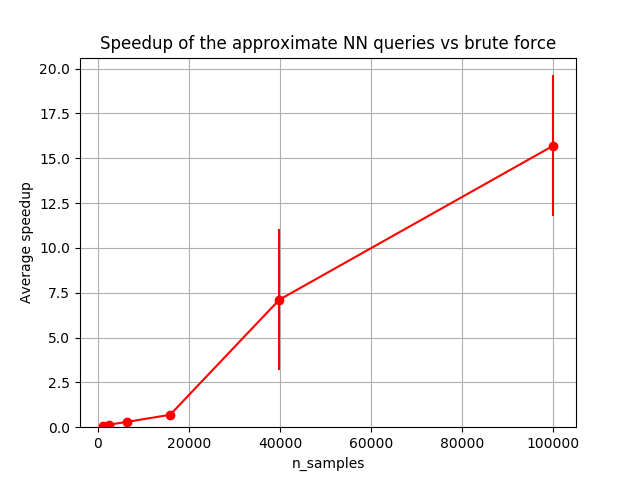 Speedup of the approximate NN queries vs brute force
20.0
17.5
15.0
12.5
10.0
7.5
5.0
2.5
0.0
Average speedup
0 20000 40000 60000 80000 100000
n_samples